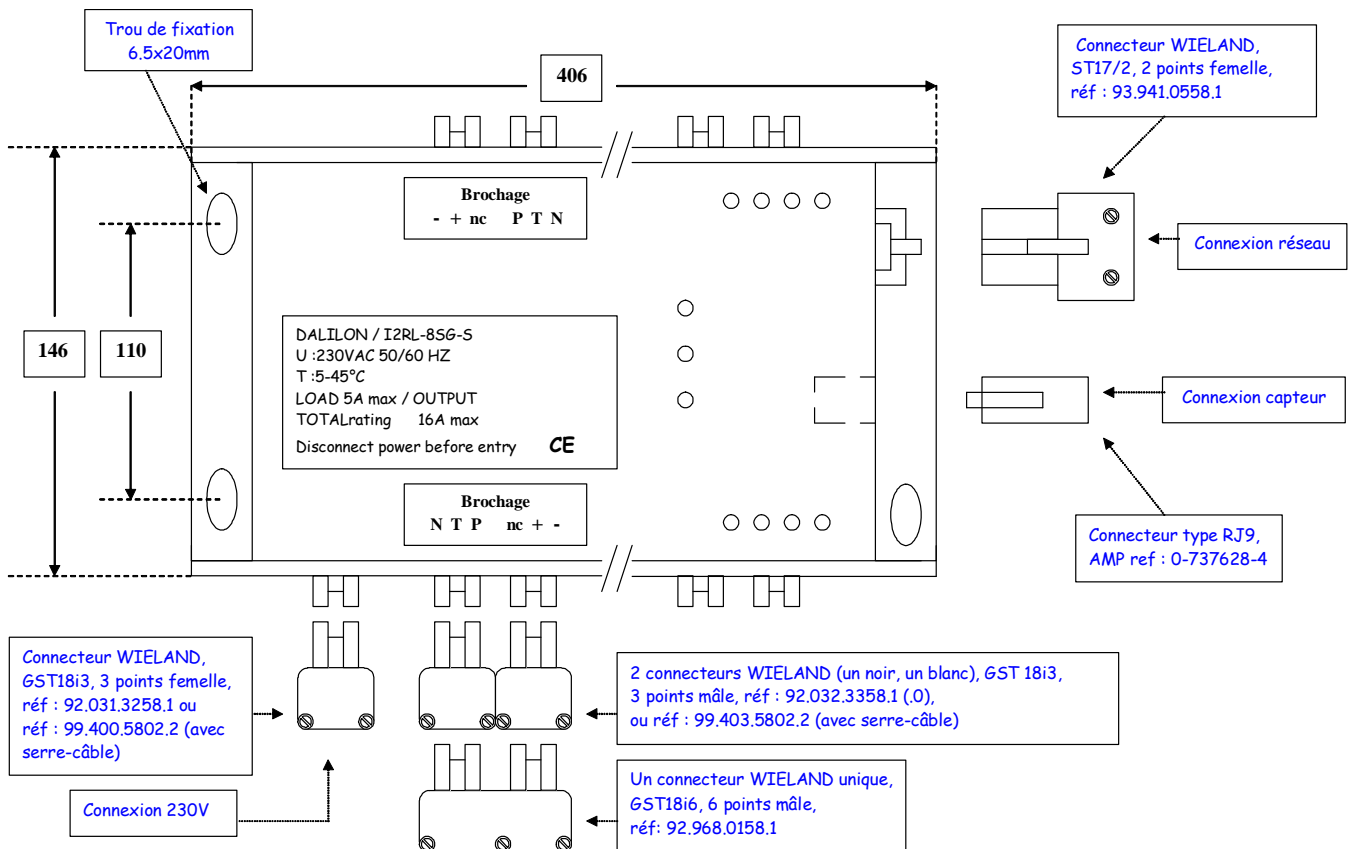 Trou de fixation
6.5x20mm
406
Connecteur WIELAND,
ST17/2, 2 points femelle,
réf : 93.941.0558.1
Brochage
- + nc P T N
Connexion réseau
146
110
DALILON / I2RL-8SG-S
U :230VAC 50/60 HZ
T :5-45°C
LOAD 5A max / OUTPUT
TOTALrating 16A max
Disconnect power before entry CE
Connexion capteur
Brochage
N T P nc + -
Connecteur type RJ9,
AMP ref : 0-737628-4
Connecteur WIELAND,
GST18i3, 3 points femelle,
réf : 92.031.3258.1 ou
réf : 99.400.5802.2 (avec
serre-câble)
2 connecteurs WIELAND (un noir, un blanc), GST 18i3,
3 points mâle, réf : 92.032.3358.1 (.0),
ou réf : 99.403.5802.2 (avec serre-câble)
Connexion 230V
Un connecteur WIELAND unique,
GST18i6, 6 points mâle,
réf: 92.968.0158.1